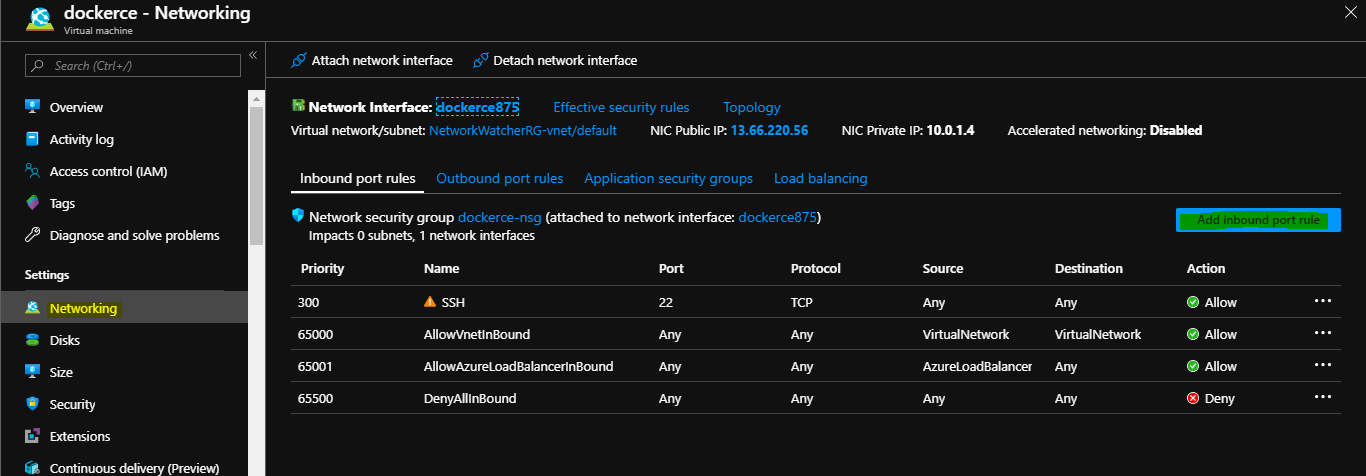 dockerce - Networking
Virtual machine
Search (Ctrl+/)
Overview
Activity log
Access control (IAM)
Tags
Diagnose and solve problems
Settings
Networking
Disks
Size
Security
Extensions
Continuous delivery (Preview)
Attach network interface Detach network interface
Network Interface: dockerce875 Effective security rules Topology
Virtual network/subnet: NetworkWatcherRG-vnet/default NIC Public IP: 13.66.220.56 NIC Private IP: 10.0.1.4 Accelerated networking: Disabled
Inbound port rules Outbound port rules Application security groups Load balancing
Network security group dockerce-nsg (attached to network interface: dockerce875)
Impacts 0 subnets, 1 network interfaces
Add inbound port rule
Priority Name Port Protocol Source Destination Action
300 SSH 22 TCP Any Any Allow
65000 AllowVnetInBound Any Any VirtualNetwork VirtualNetwork Allow
65001 AllowAzureLoadBalancerInBound Any Any AzureLoadBalancer Any Allow
65500 DenyAllInBound Any Any Any Any Deny